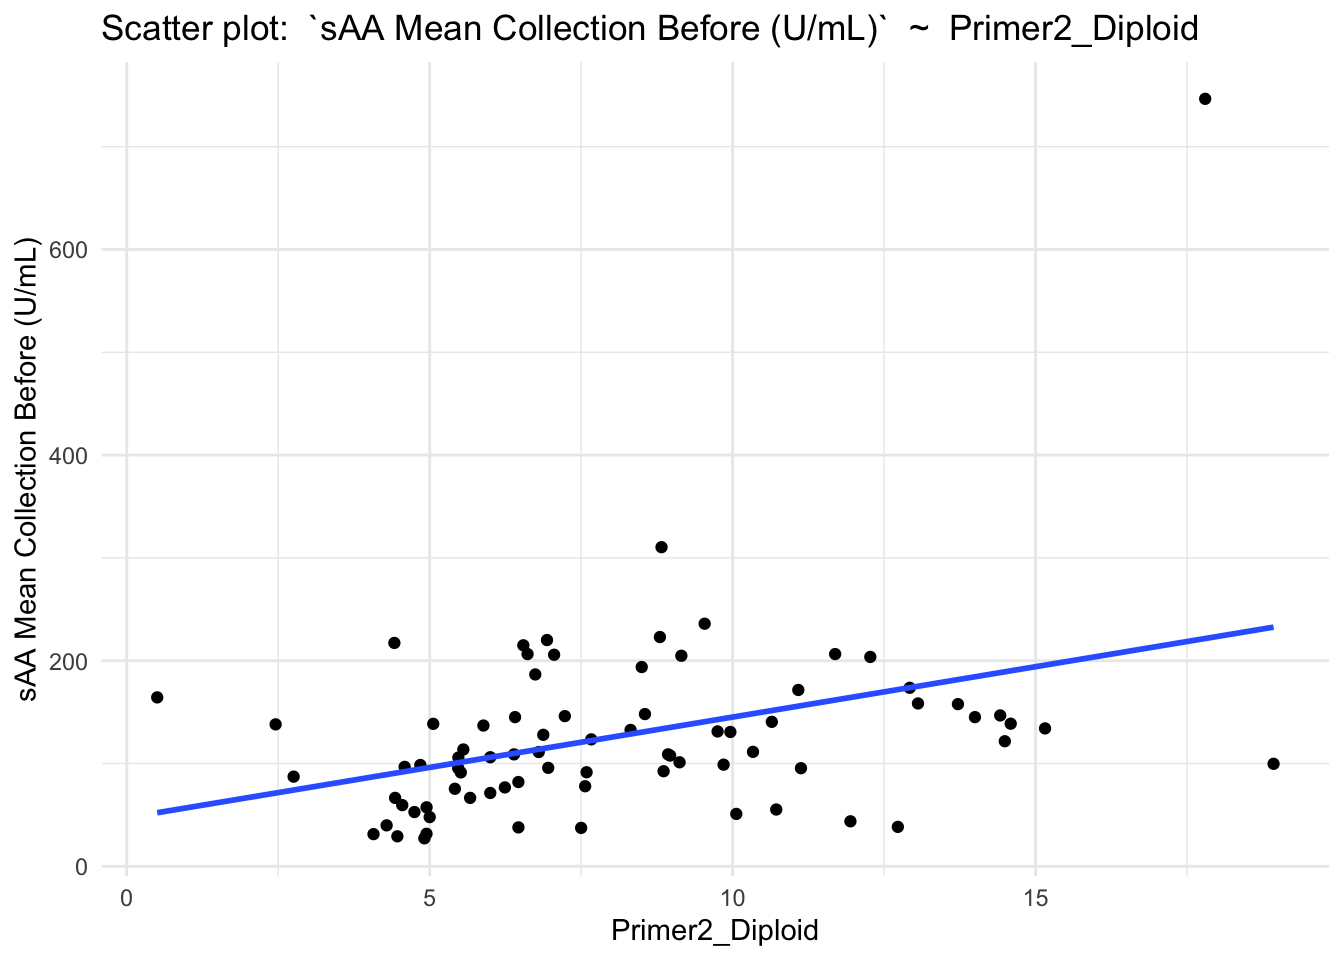 Scatter plot:  `sAA Mean Collection Before (U/mL)`  ~  Primer2_Diploid
sAA Mean Collection Before (U/mL)
600
400
200
0
0
5
10
15
Primer2_Diploid